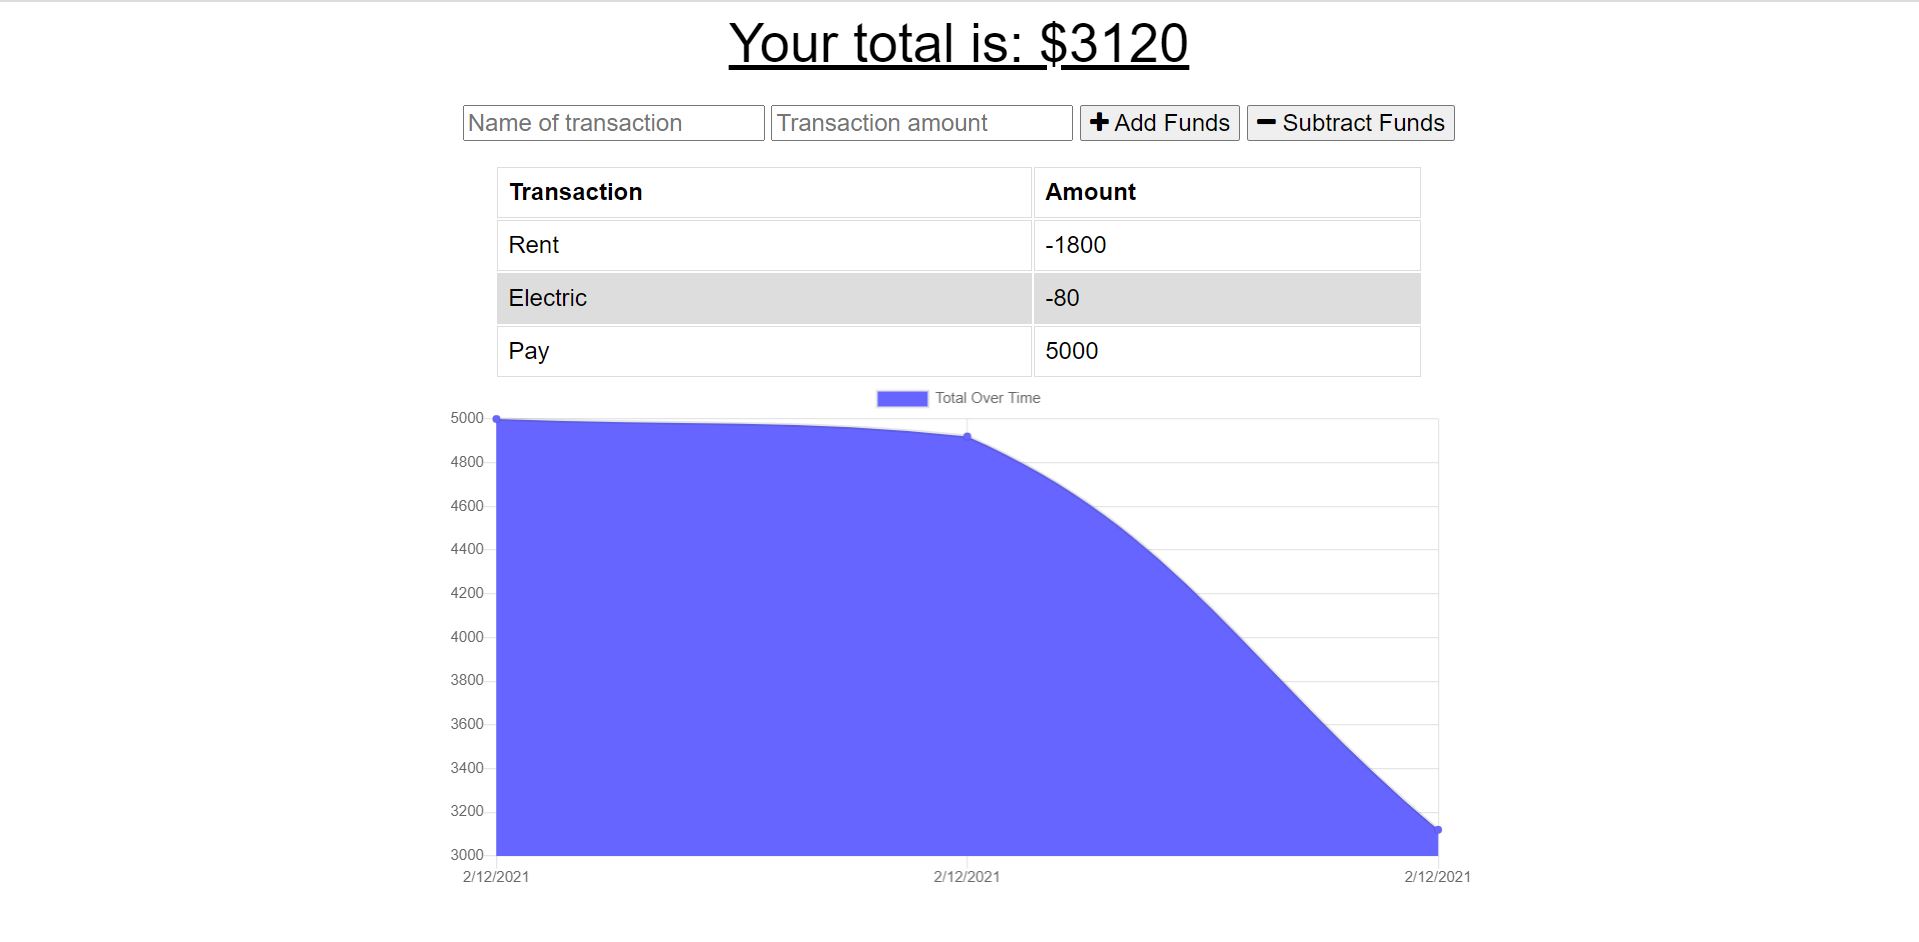 Your total is: $3120
Name of transaction Transaction amount Add Funds Subtract Funds
Transaction Amount
Rent -1800
Electric -80
Pay 5000
Total Over Time
5000
4800
4600
4400
4200
4000
3800
3600
3400
3200
3000
2/12/2021 2/12/2021 2/12/2021